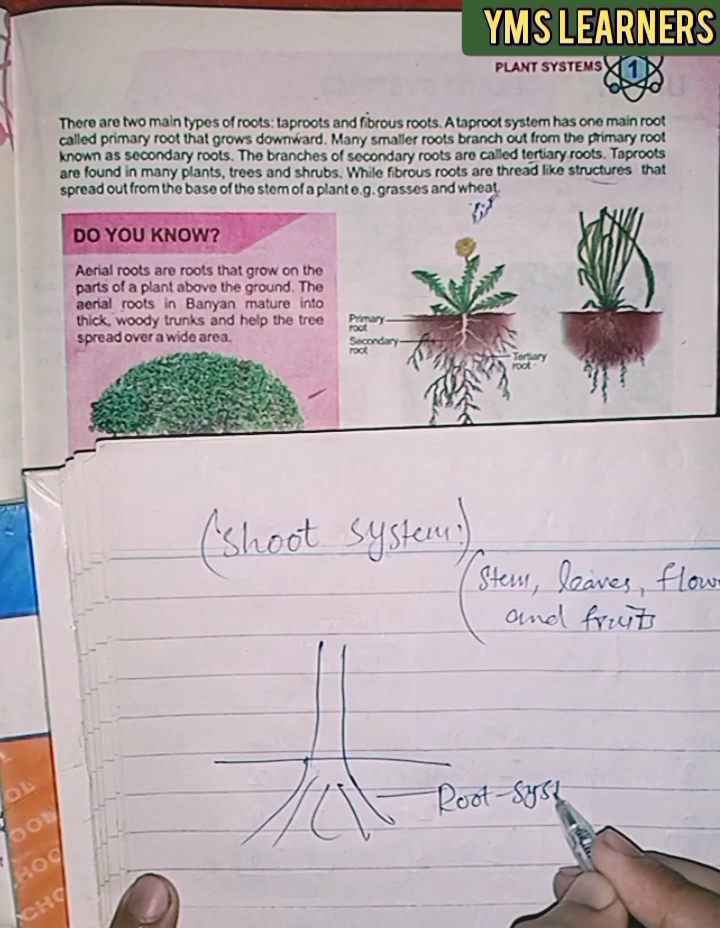 YMS LEARNERS
PLANT SYSTEMS 1
There are two main types of roots: taproots and fibrous roots. A taproot system has one main root
called primary root that grows downward. Many smaller roots branch out from the primary root
known as secondary roots. The branches of secondary roots are called tertiary roots. Taproots
are found in many plants, trees and shrubs. While fibrous roots are thread like structures that
spread out from the base of the stem of a plant e.g. grasses and wheat.
DO YOU KNOW?
Aerial roots are roots that grow on the
parts of a plant above the ground. The
aerial roots in Banyan mature into
thick, woody trunks and help the tree
spread over a wide area.
Primary
root
Secondary
root
Tertiary
root
(Shoot system:)
(Stem, leaves, flow
and fruits
Root-syst